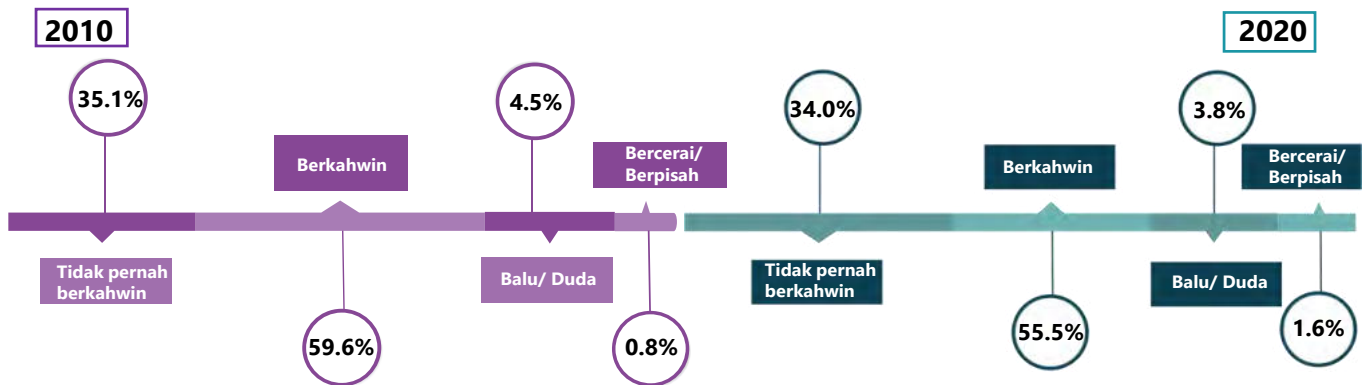 2010
35.1%
Tidak pernah
berkahwin
Berkahwin
59.6%
4.5%
Balu/ Duda
Bercerai/
Berpisah
0.8%
2020
34.0%
Tidak pernah
berkahwin
Berkahwin
55.5%
3.8%
Balu/ Duda
Bercerai/
Berpisah
1.6%